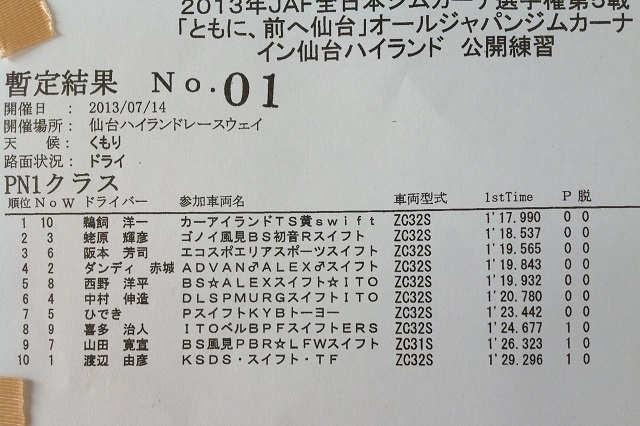 2013年JAF全日本ジムカーナ選手権第5戦
「ともに、前へ仙台」オールジャパンジムカーナ
イン仙台ハイランド 公開練習
暫定結果 No.01
開催日 : 2013/07/14
開催場所: 仙台ハイランドレースウェイ
天 候: くもり
路面状況: ドライ
PN1クラス
順位 No W ドライバー 参加車両名 車両型式 1stTime P 脱
1 10 鵜飼 洋一 カーアイランドTS黄swift ZC32S 1'17.990 0 0
2 3 蛯原 輝彦 ゴノイ風見BS初音Rスイフト ZC32S 1'18.537 0 0
3 6 阪本 芳司 エコスポエリアスポーツスイフト ZC32S 1'19.565 0 0
4 2 ダンディ 赤城 ADVAN♂ALEX♂スイフト ZC32S 1'19.843 0 0
5 8 西野 洋平 BS☆ALEXスイフト☆ITO ZC32S 1'19.932 0 0
6 4 中村 伸造 DLSPMURGスイフトITO ZC32S 1'20.780 0 0
7 5 ひでき PスイフトKYBトーヨー ZC32S 1'23.442 0 0
8 9 喜多 治人 ITOベルBPFスイフトERS ZC32S 1'24.677 1 0
9 7 山田 寛宣 BS風見PBR☆LFWスイフト ZC31S 1'26.323 1 0
10 1 渡辺 由彦 KSDS・スイフト・TF ZC32S 1'29.296 1 0